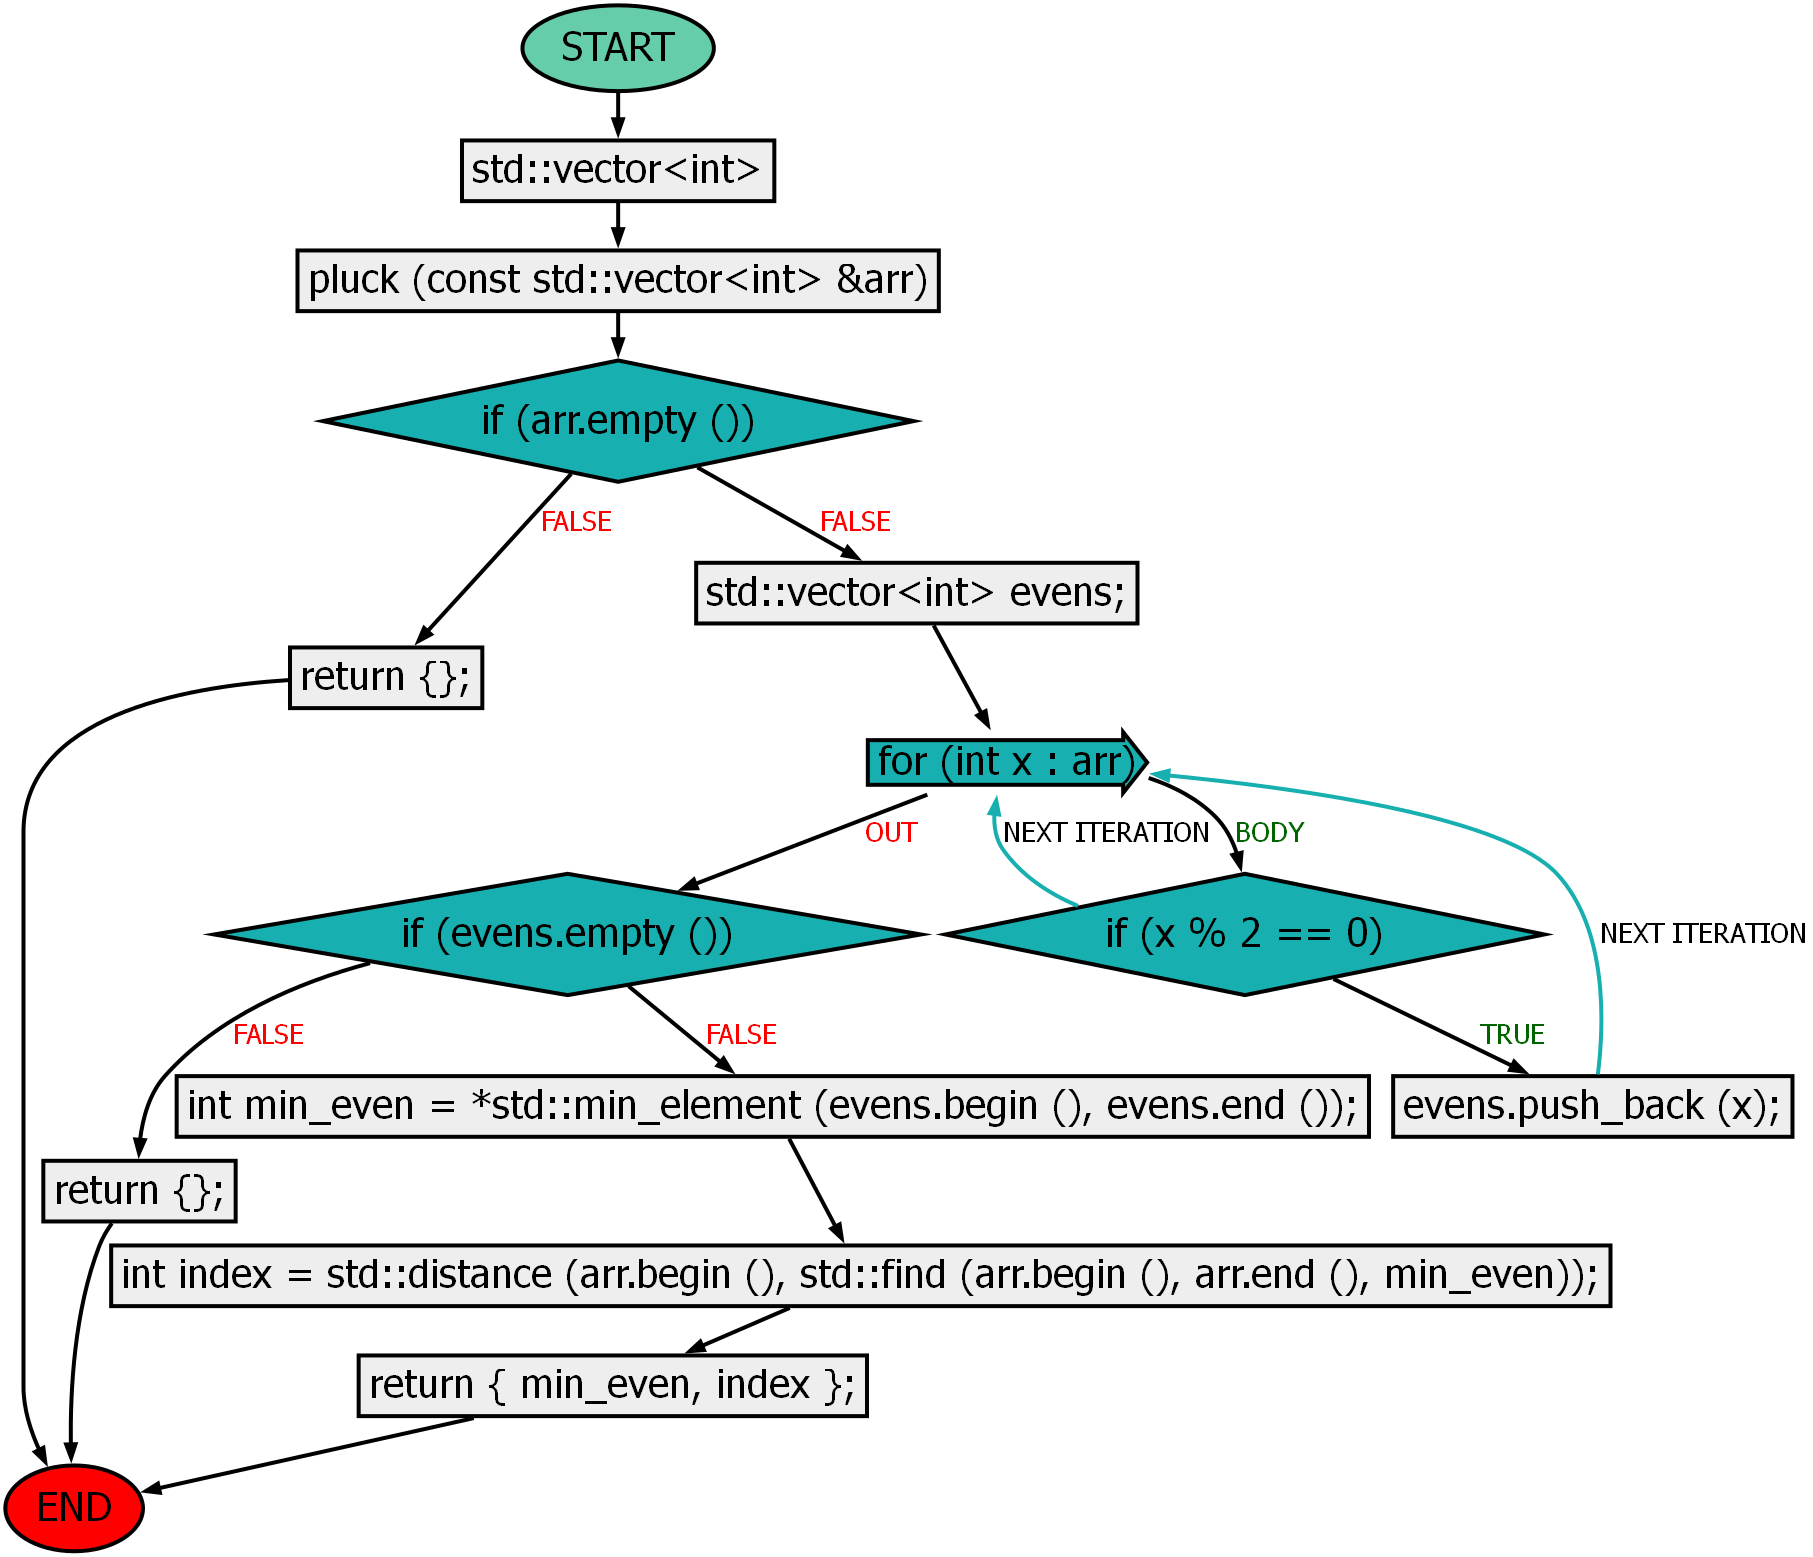 START
std::vector<int>
pluck (const std::vector<int> &arr)
if (arr.empty ())
FALSE
FALSE
std::vector<int> evens;
return {};
for (int x : arr)
OUT
NEXT ITERATION
BODY
if (evens.empty ())
if (x % 2 == 0)
NEXT ITERATION
FALSE
FALSE
TRUE
int min_even = *std::min_element (evens.begin (), evens.end ());
evens.push_back (x);
return {};
int index = std::distance (arr.begin (), std::find (arr.begin (), arr.end (), min_even));
return { min_even, index };
END